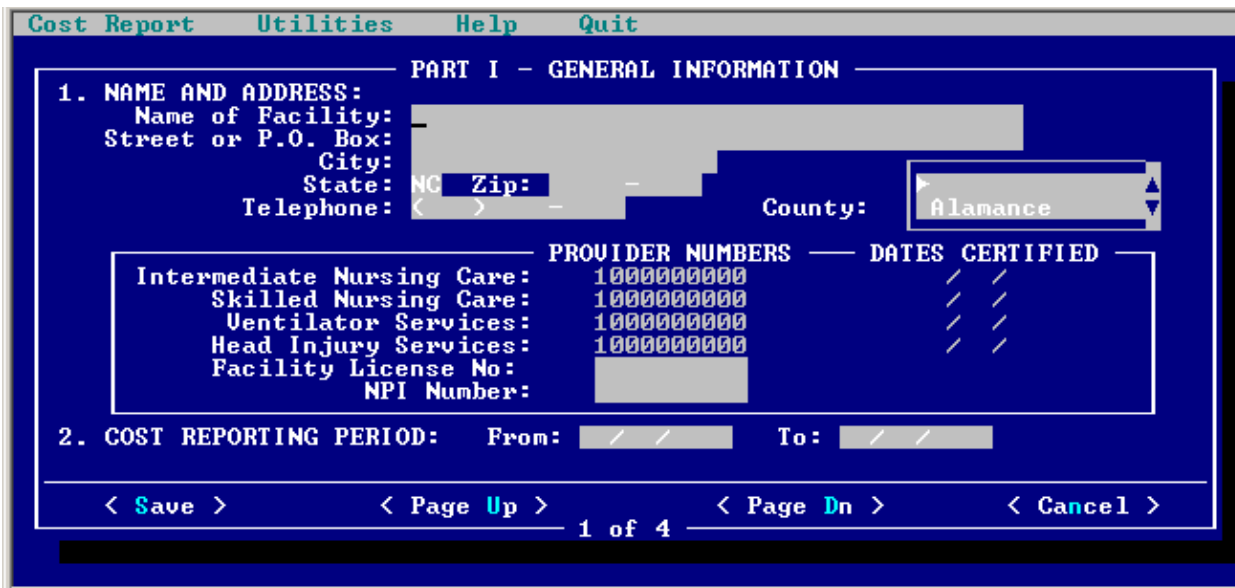 Cost Report Utilities Help Quit
PART I - GENERAL INFORMATION
1. NAME AND ADDRESS:
Name of Facility:
Street or P.O. Box:
City:
State: NC Zip: -
Telephone: ( ) - County: Alamance
PROVIDER NUMBERS DATES CERTIFIED
Intermediate Nursing Care: 1000000000 / /
Skilled Nursing Care: 1000000000 / /
Ventilator Services: 1000000000 / /
Head Injury Services: 1000000000 / /
Facility License No:
NPI Number:
2. COST REPORTING PERIOD: From: / / To: / /
< Save > < Page Up > < Page Dn > < Cancel >
1 of 4